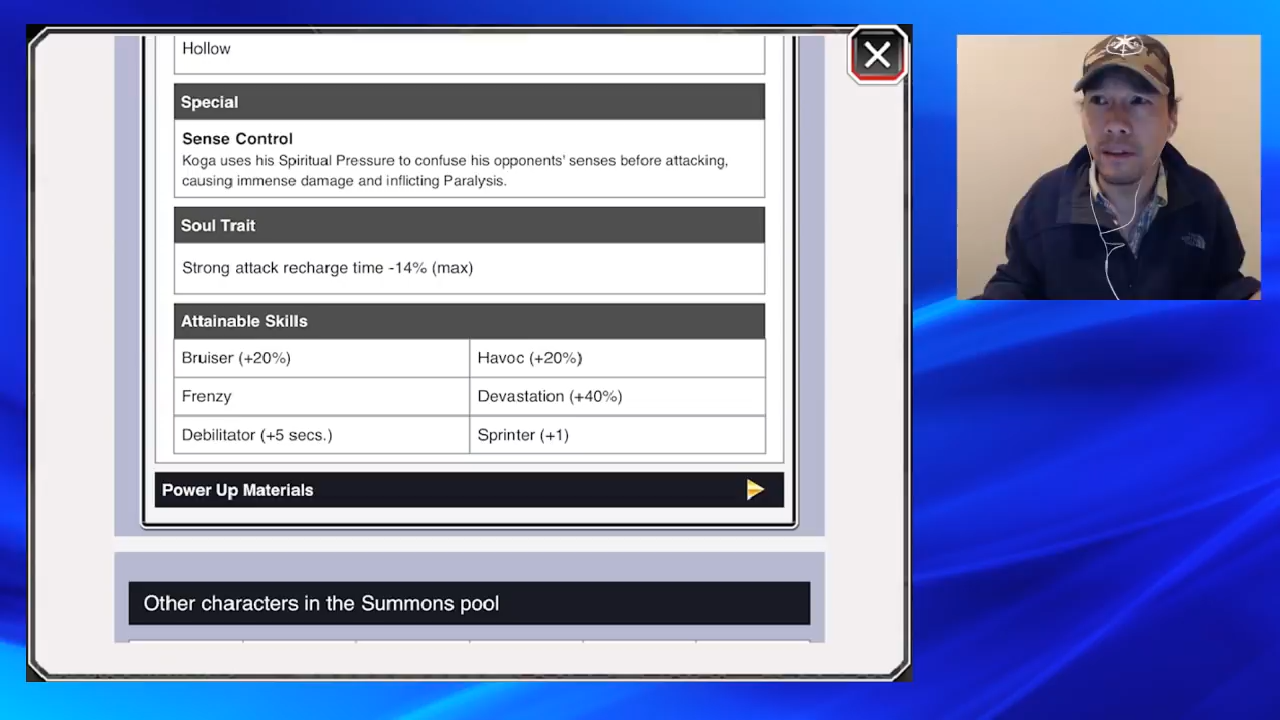 Hollow
Special
Sense Control
Koga uses his Spiritual Pressure to confuse his opponents' senses before attacking,
causing immense damage and inflicting Paralysis.
Soul Trait
Strong attack recharge time -14% (max)
Attainable Skills
Bruiser (+20%)
Havoc (+20%)
Frenzy
Devastation (+40%)
Debilitator (+5 secs.)
Sprinter (+1)
Power Up Materials
Other characters in the Summons pool